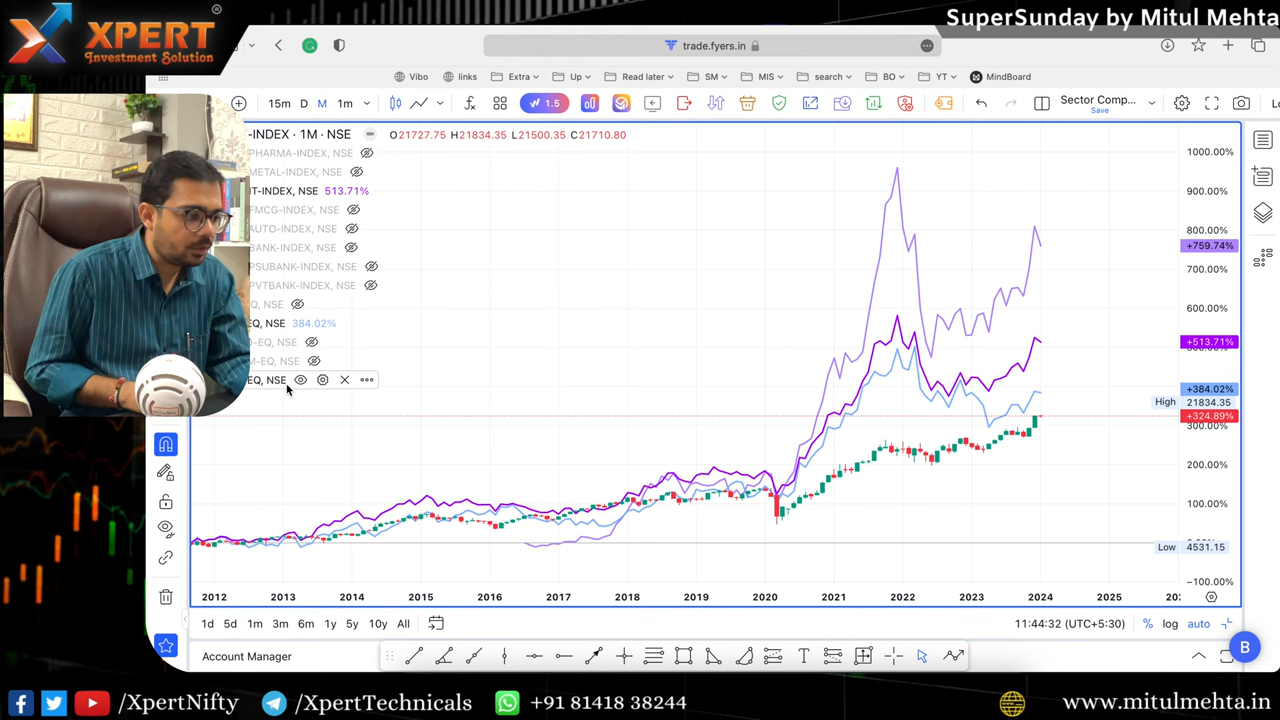 SuperSunday by Mitul Mehta
XPERT
Investment Solution
®
trade.fyers.in
Vibo
links
Extra
Up
Read later
SM
MIS
search
BO
YT
MindBoard
15m D M 1m
1.5
Sector Comp...
Save
-INDEX · 1M · NSE
O21727.75 H21834.35 L21500.35 C21710.80
PHARMA-INDEX, NSE
METAL-INDEX, NSE
IT-INDEX, NSE 513.71%
FMCG-INDEX, NSE
AUTO-INDEX, NSE
BANK-INDEX, NSE
PSUBANK-INDEX, NSE
PVTBANK-INDEX, NSE
Q, NSE
EQ, NSE 384.02%
-EQ, NSE
M-EQ, NSE
EQ, NSE
1000.00%
900.00%
800.00%
+759.74%
700.00%
600.00%
+513.71%
+384.02%
High 21834.35
+324.89%
300.00%
200.00%
100.00%
Low 4531.15
−100.00%
2012 2013 2014 2015 2016 2017 2018 2019 2020 2021 2022 2023 2024 2025
1d 5d 1m 3m 6m 1y 5y 10y All
11:44:32 (UTC+5:30) % log auto
Account Manager
T
B
/XpertNifty
/XpertTechnicals
+91 81418 38244
www.mitulmehta.in